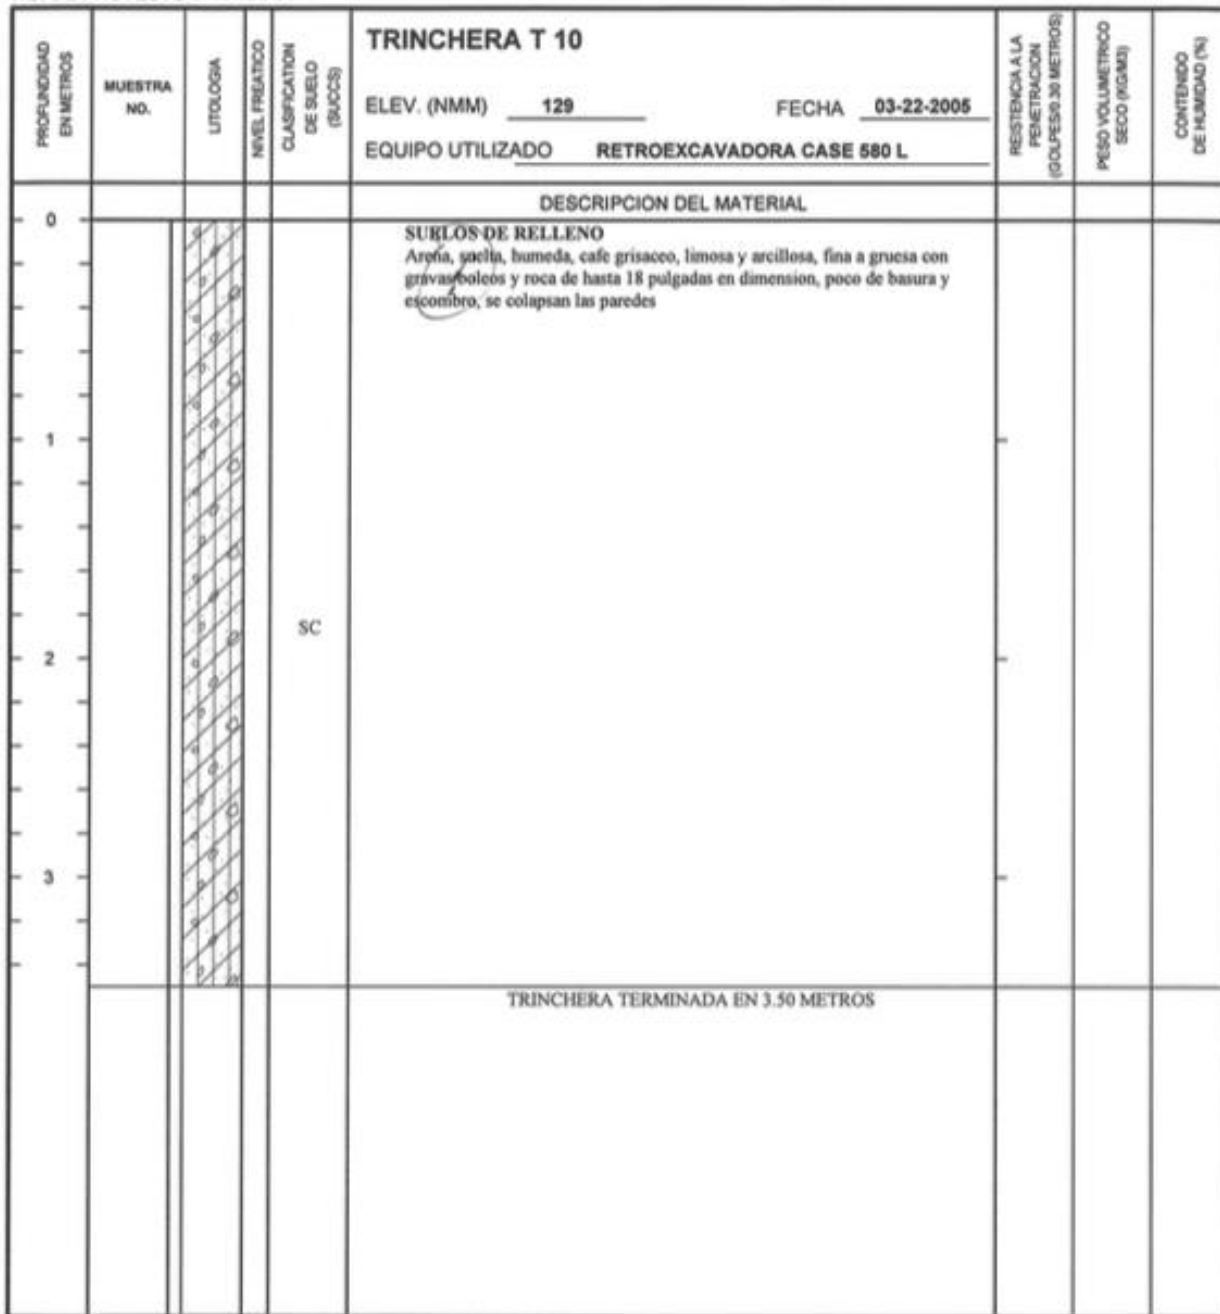 PROFUNDIDAD
EN METROS
MUESTRA
NO.
LITOLOGIA
NIVEL FREATICO
CLASIFICATION
DE SUELO
(SUCCS)
TRINCHERA T 10
ELEV. (NMM) 129 FECHA 03-22-2005
EQUIPO UTILIZADO RETROEXCAVADORA CASE 580 L
REISTENCIA A LA
PENETRACION
(GOLPES/0.30 METROS)
PESO VOLUMETRICO
SECO (KG/M3)
CONTENIDO
DE HUMEDAD (%)
DESCRIPCION DEL MATERIAL
0
SUELOS DE RELLENO
Arena, suelta, humeda, cafe grisaceo, limosa y arcillosa, fina a gruesa con
gravas boleos y roca de hasta 18 pulgadas en dimension, poco de basura y
escombro, se colapsan las paredes
1
SC
2
3
TRINCHERA TERMINADA EN 3.50 METROS